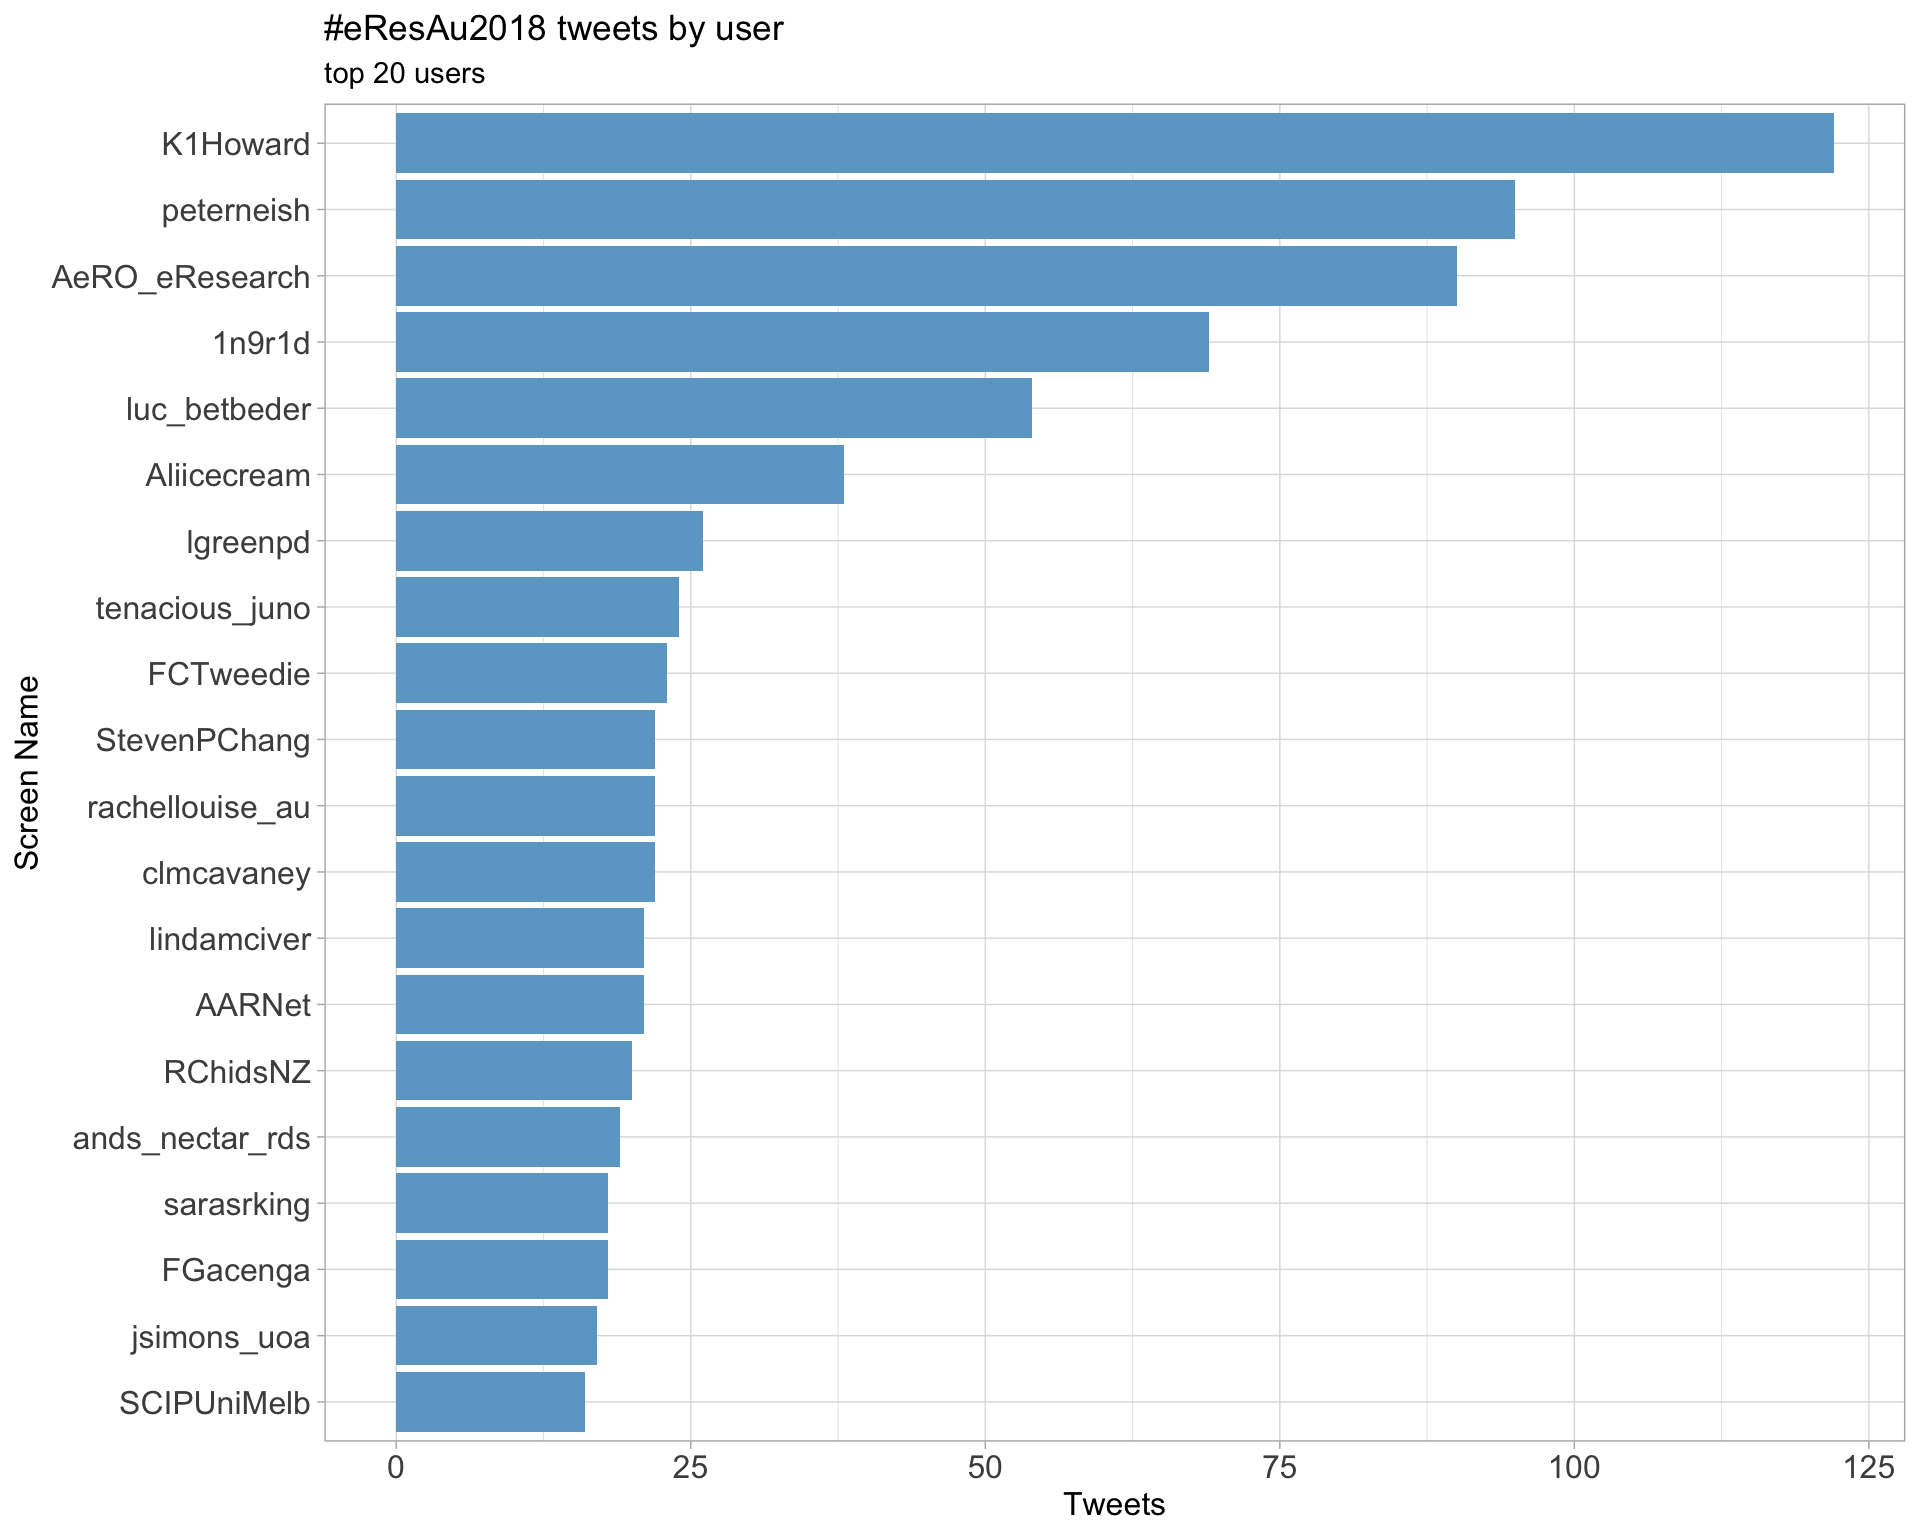 #eResAu2018 tweets by user
top 20 users
K1Howard
peterneish
AeRO_eResearch
1n9r1d
luc_betbeder
Aliicecream
lgreenpd
tenacious_juno
FCTweedie
StevenPChang
rachellouise_au
clmcavaney
lindamciver
AARNet
RChidsNZ
ands_nectar_rds
sarasrking
FGacenga
jsimons_uoa
SCIPUniMelb
Screen Name
0 25 50 75 100 125
Tweets